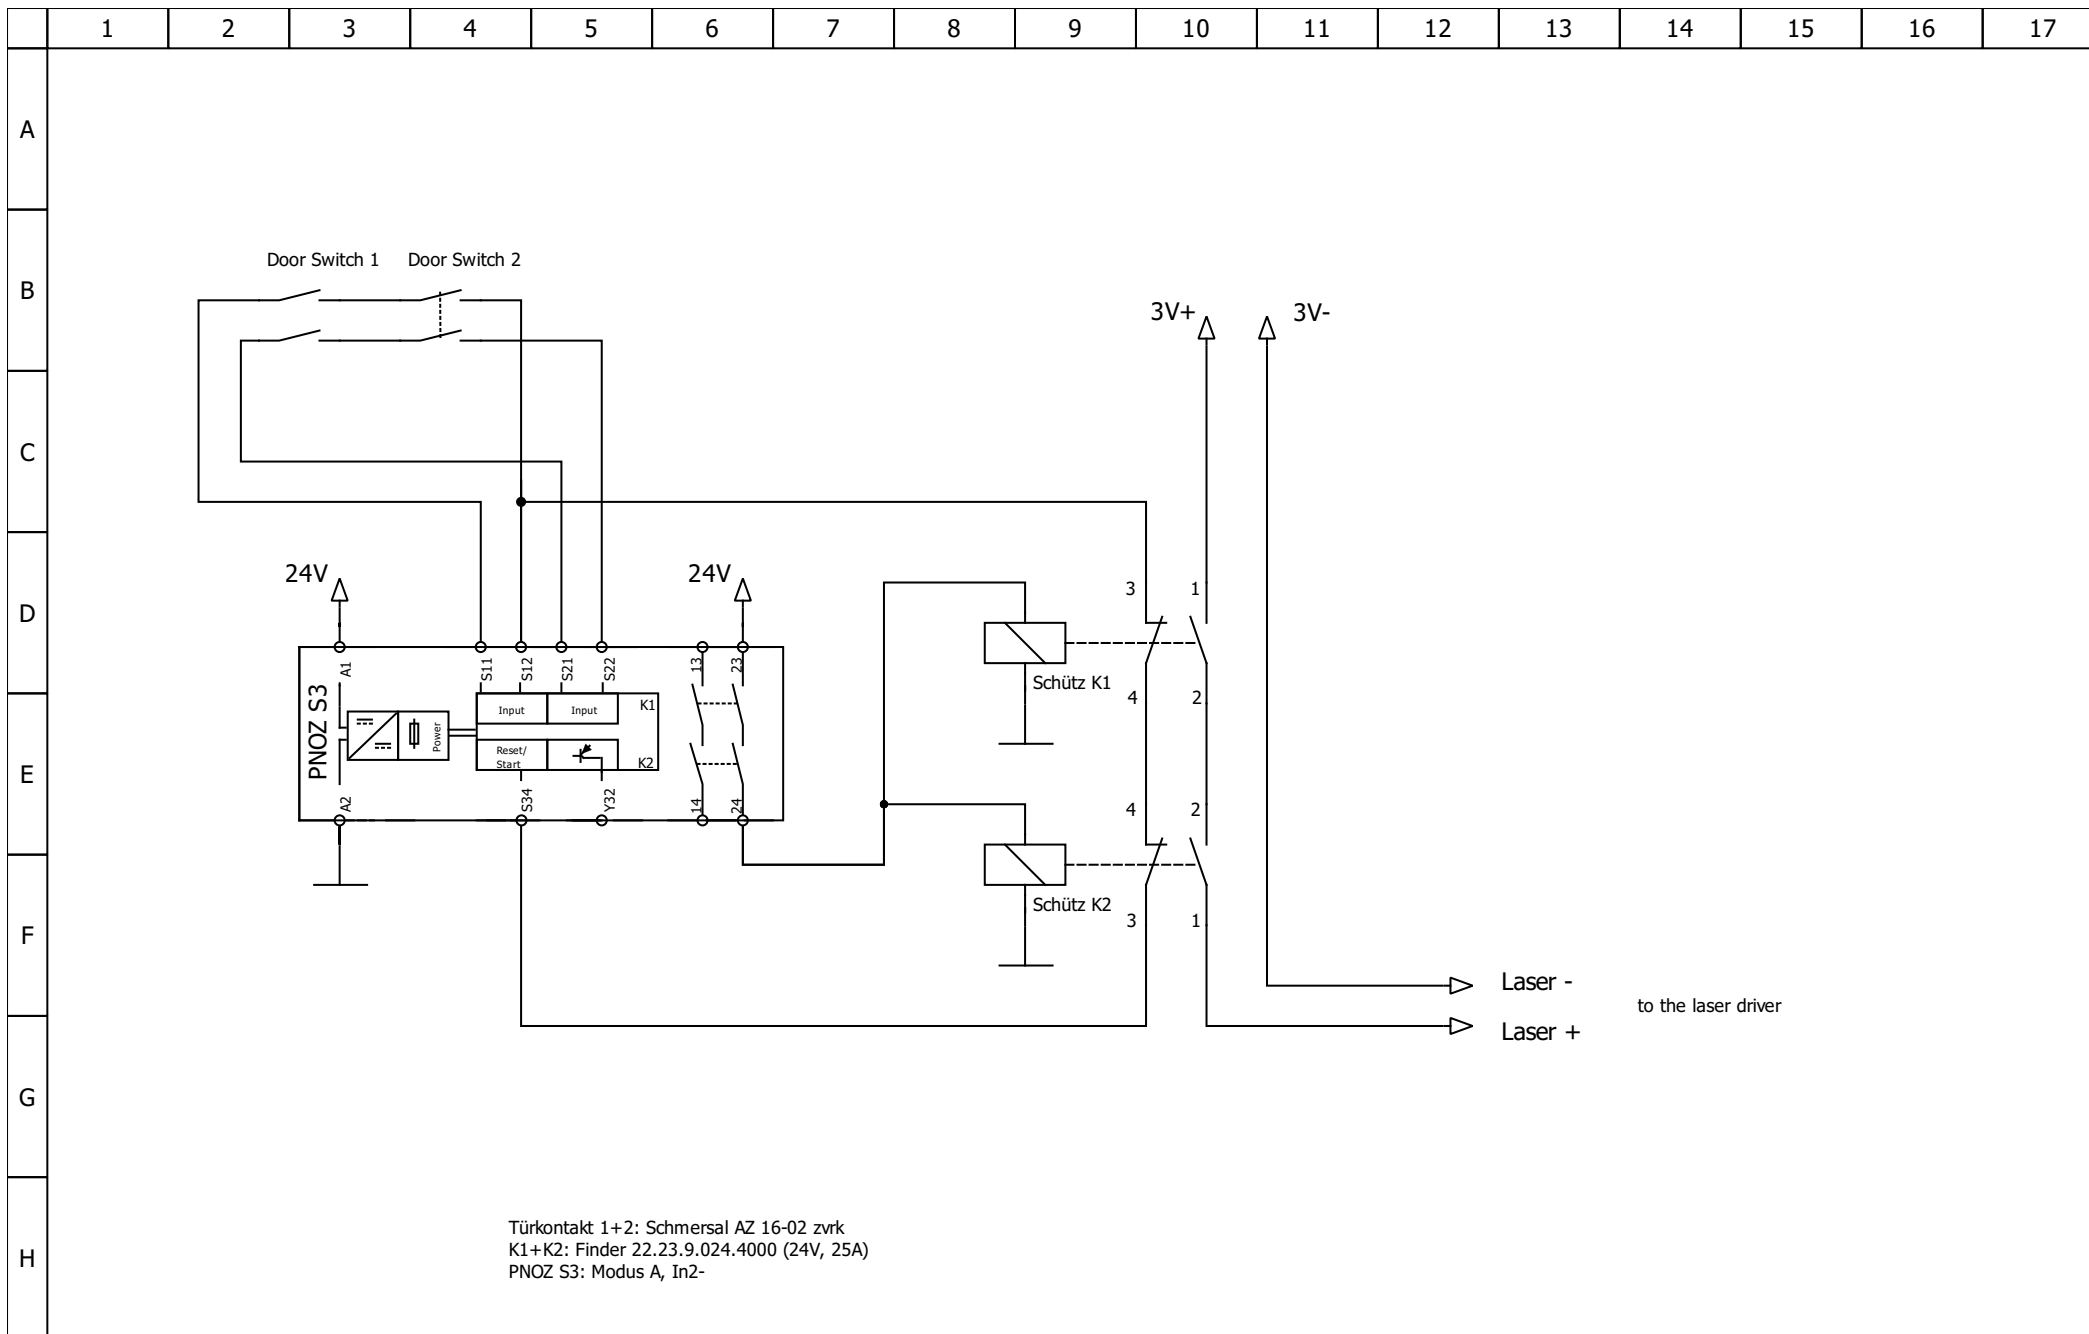 1 2 3 4 5 6 7 8 9 10 11 12 13 14 15 16 17
A
Door Switch 1 Door Switch 2
B
3V+ 3V-
C
24V 24V
3 1
D
A1 S11 S12 S21 S22 13 23
PNOZ S3
Schütz K1
4 2
Input Input K1
Power
Reset/
Start
K2
E
A2 S34 Y32 14 24
4 2
Schütz K2
3 1
F
Laser -
to the laser driver
Laser +
G
Türkontakt 1+2: Schmersal AZ 16-02 zvrk
K1+K2: Finder 22.23.9.024.4000 (24V, 25A)
PNOZ S3: Modus A, In2-
H